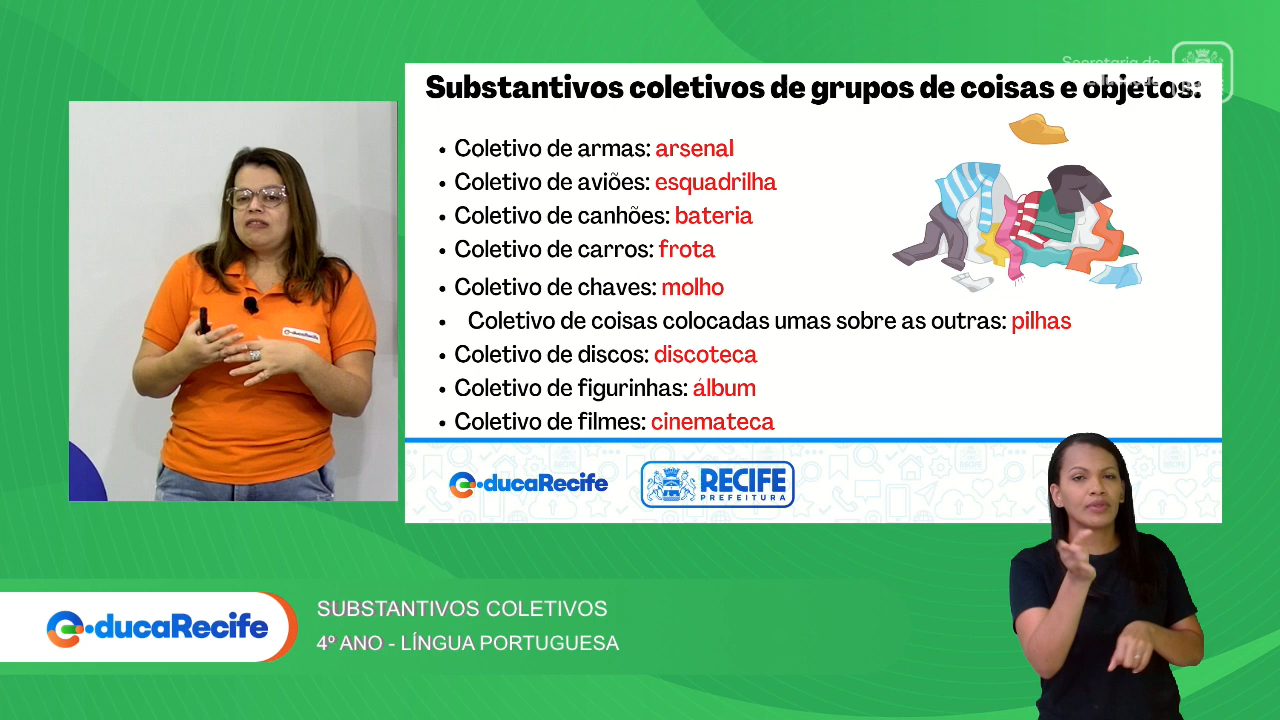 Secretaria de
Substantivos coletivos de grupos de coisas e objetos:
• Coletivo de armas: arsenal
• Coletivo de aviões: esquadrilha
• Coletivo de canhões: bateria
• Coletivo de carros: frota
• Coletivo de chaves: molho
• Coletivo de coisas colocadas umas sobre as outras: pilhas
• Coletivo de discos: discoteca
• Coletivo de figurinhas: álbum
• Coletivo de filmes: cinemateca
EducaRecife
EducaRecife
RECIFE
PREFEITURA
SUBSTANTIVOS COLETIVOS
EducaRecife
4º ANO - LÍNGUA PORTUGUESA